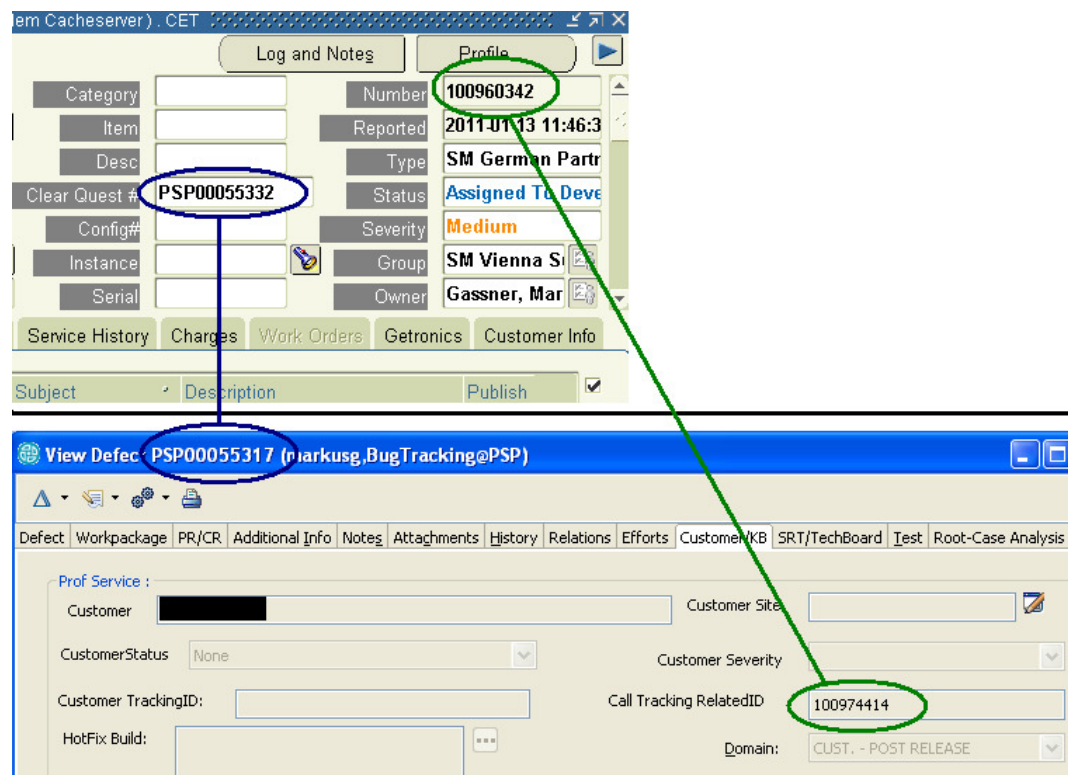 lem Cacheserver) . CET
Log and Notes Profile
Category Number 100960342
Item Reported 2011-01-13 11:46:3
Desc Type SM German Partr
Clear Quest # PSP00055332 Status Assigned To Deve
Config# Severity Medium
Instance Group SM Vienna
Serial Owner Gassner, Mar
Service History Charges Work Orders Getronics Customer Info
Subject Description Publish
View Defect PSP00055317 (markusg,BugTracking@PSP)
Defect Workpackage PR/CR Additional Info Notes Attachments History Relations Efforts Customer/KB SRT/TechBoard Test Root-Case Analysis
Prof Service :
Customer Customer Site
CustomerStatus None Customer Severity
Customer TrackingID: Call Tracking RelatedID 100974414
HotFix Build: Domain: CUST. - POST RELEASE